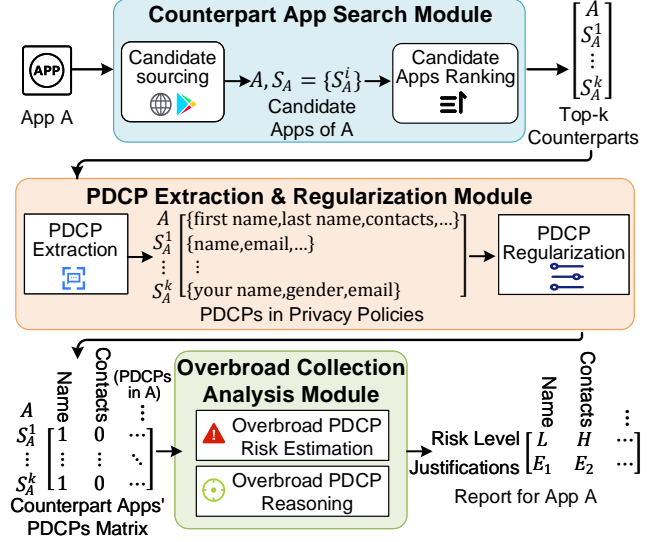 Counterpart App Search Module
APP
App A
Candidate
sourcing
A, S_A = {S_A^i}
Candidate
Apps of A
Candidate
Apps Ranking
A
S_A^1
⋮
S_A^k
Top-k
Counterparts
PDCP Extraction & Regularization Module
PDCP
Extraction
A {first name,last name,contacts,...}
S_A^1 {name,email,...}
⋮ ⋮
S_A^k {your name,gender,email}
PDCPs in Privacy Policies
PDCP
Regularization
Name
Contacts
(PDCPs
in A)
⋮
A
S_A^1 1 0 ⋯
⋮ ⋮ ⋮ ⋱
S_A^k 1 0 ⋯
Counterpart Apps'
PDCPs Matrix
Overbroad Collection
Analysis Module
Overbroad PDCP
Risk Estimation
Overbroad PDCP
Reasoning
Name
Contacts
⋮
Risk Level L H ⋯
Justifications E_1 E_2 ⋯
Report for App A